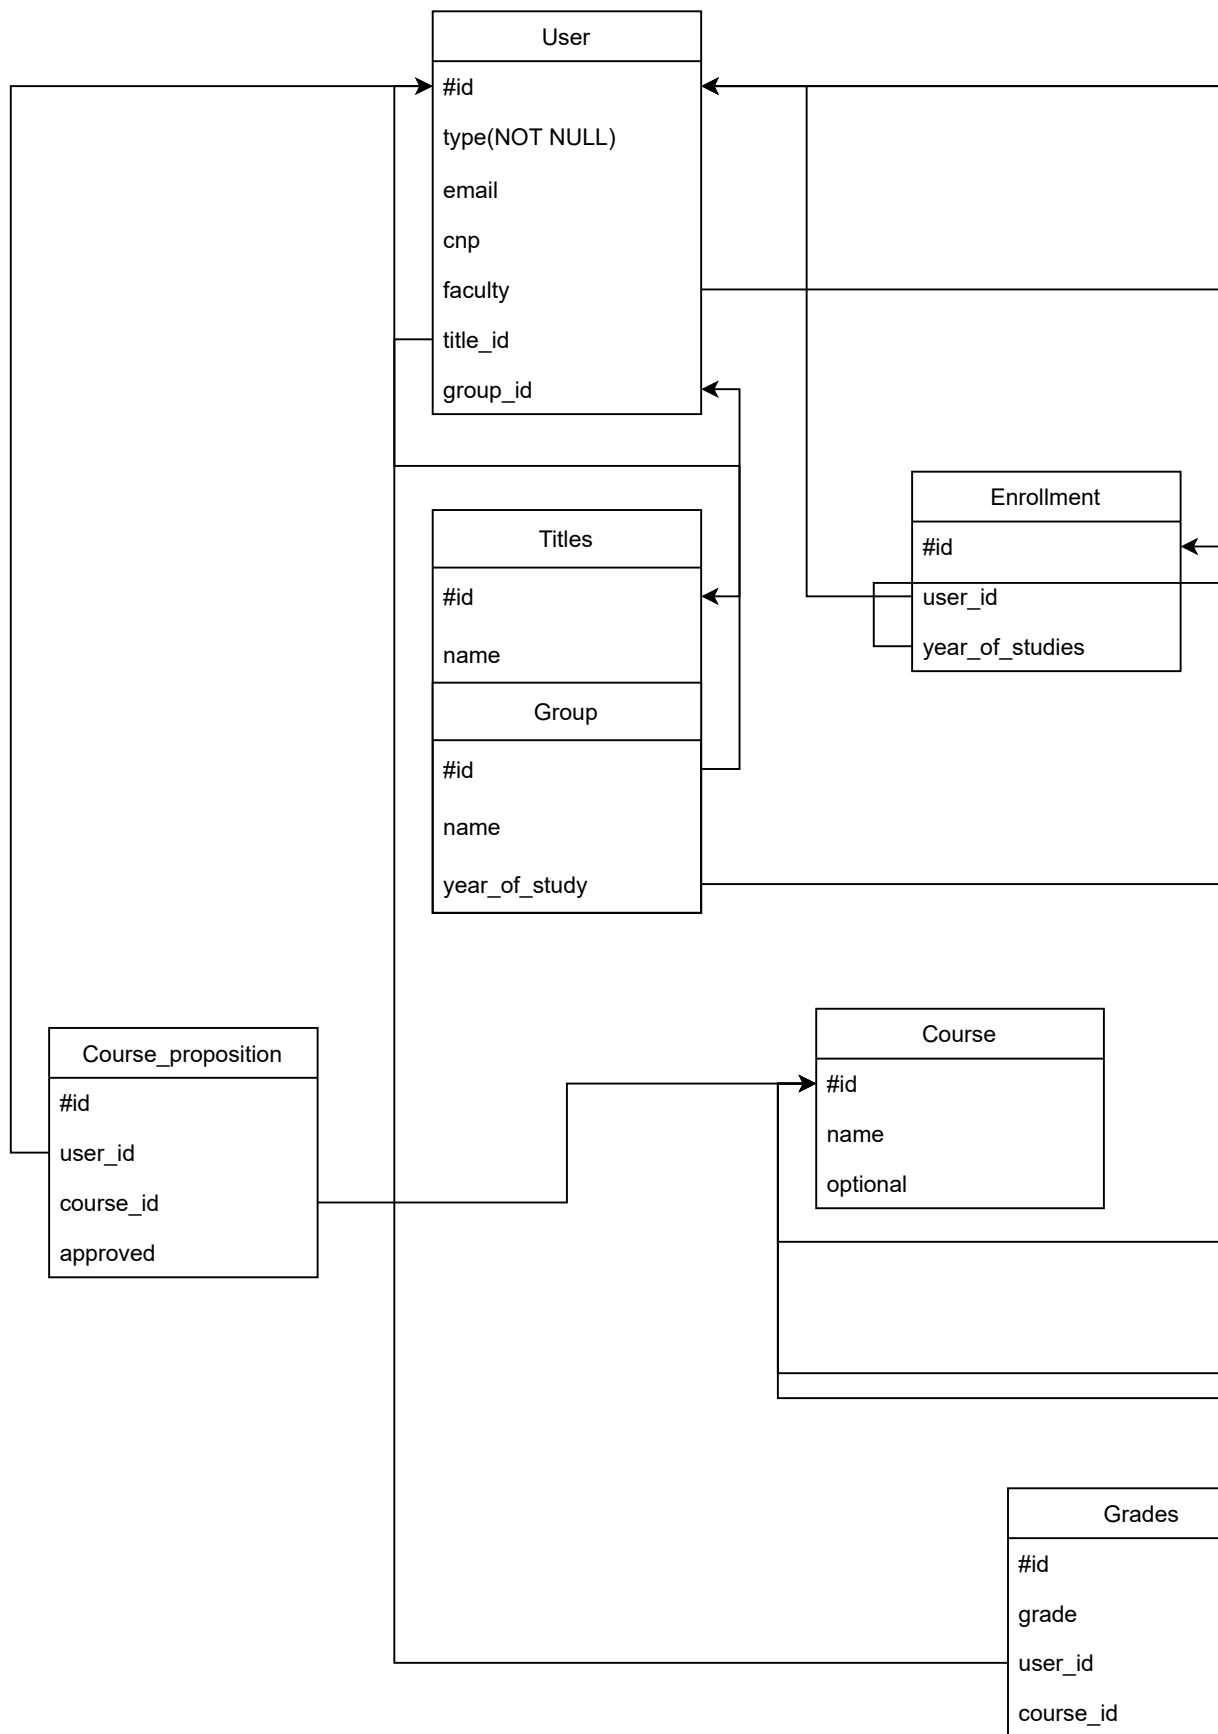 User
#id
type(NOT NULL)
email
cnp
faculty
title_id
group_id
Titles
#id
name
Group
#id
name
year_of_study
Enrollment
#id
user_id
year_of_studies
Course_proposition
#id
user_id
course_id
approved
Course
#id
name
optional
Grades
#id
grade
user_id
course_id